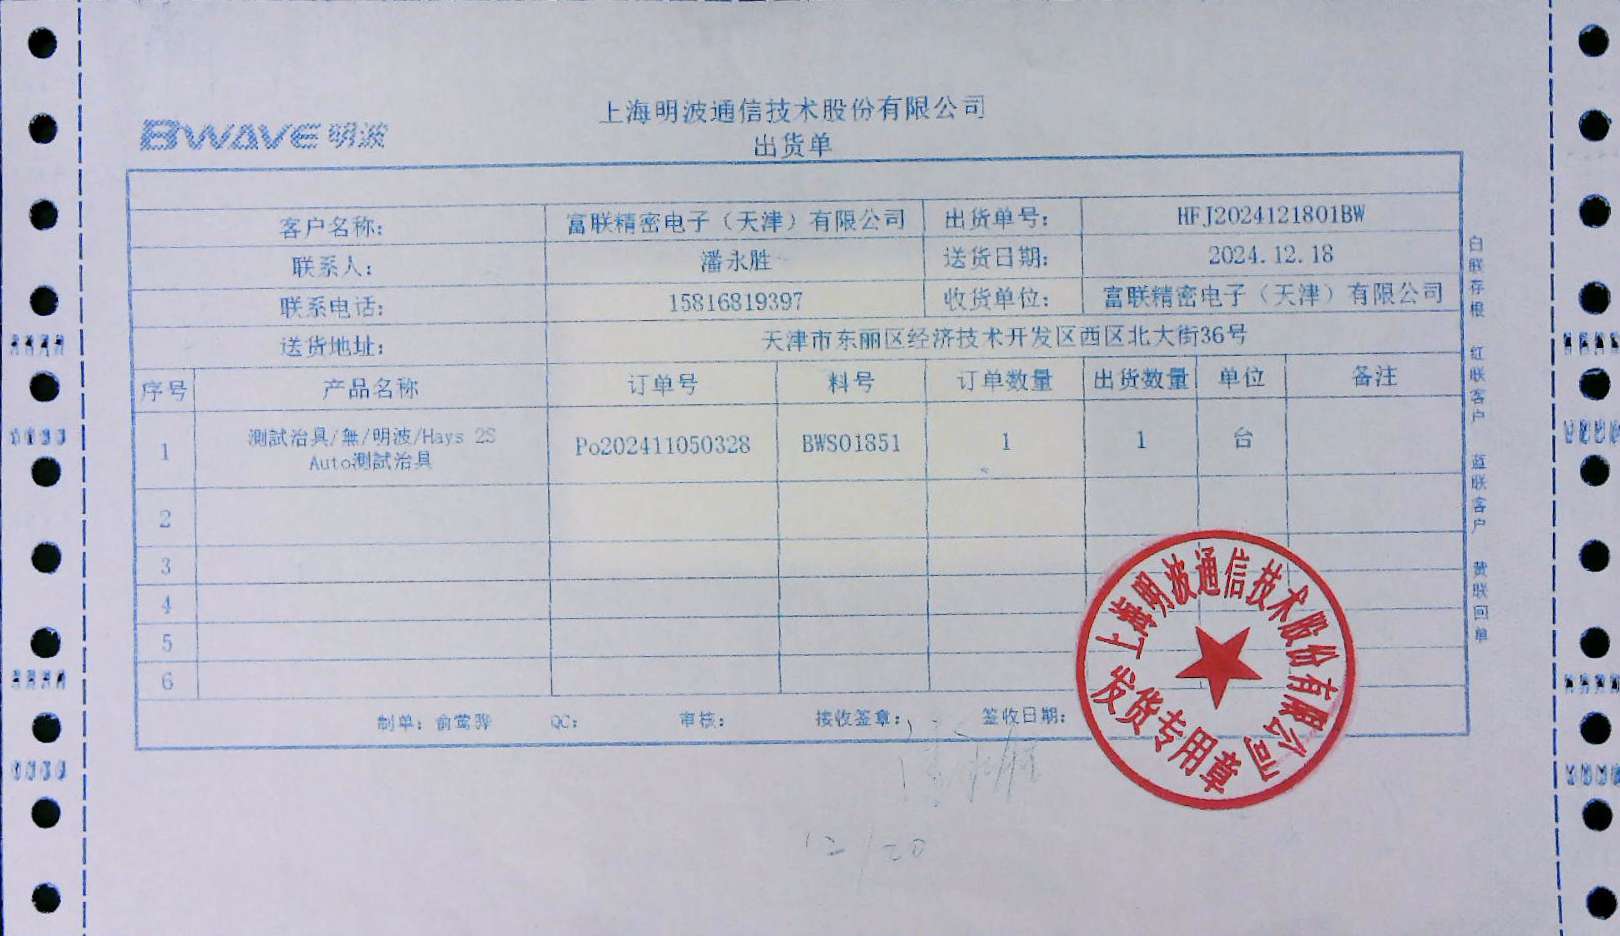 BWAVE 明波
上海明波通信技术股份有限公司
出货单
客户名称: 富联精密电子（天津）有限公司 出货单号: HFJ2024121801BW
联系人: 潘永胜 送货日期: 2024.12.18
联系电话: 15816819397 收货单位: 富联精密电子（天津）有限公司
送货地址: 天津市东丽区经济技术开发区西区北大街36号
序号 产品名称 订单号 料号 订单数量 出货数量 单位 备注
1 测試治具/無/明波/Hays 2S Po202411050328 BWS01851 1 1 台
Auto测試治具
2
3
4
5
6
制单: 俞莺骅 QC: 审核: 接收签章: 签收日期:
潘永胜
12/20
白联存根 红联客户 蓝联客户 黄联回单
上海明波通信技术股份有限公司
发货专用章